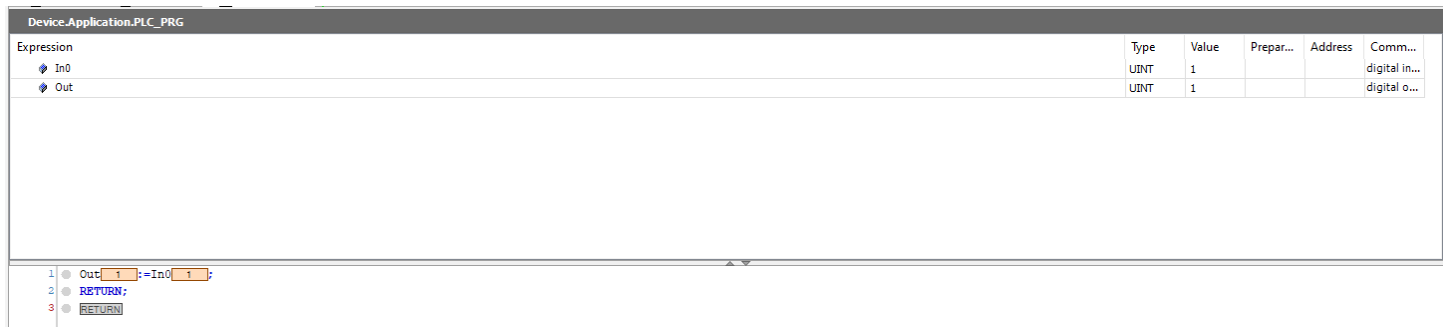 Device.Application.PLC_PRG
Expression Type Value Prepar... Address Comm...
In0 UINT 1 digital in...
Out UINT 1 digital o...
1 Out 1 :=In0 1 ;
2 RETURN;
3 RETURN